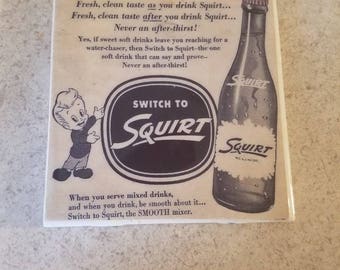 Fresh, clean taste as you drink Squirt...
Fresh, clean taste after you drink Squirt...
Never an after-thirst!
Yes, if sweet soft drinks leave you reaching for a
water-chaser, then Switch to Squirt-the one
soft drink that can say and prove--
Never an after-thirst!
SWITCH TO
SQUIRT
SQUIRT
SQUIRT
When you serve mixed drinks,
and when you drink, be smooth about it...
Switch to Squirt, the SMOOTH mixer.